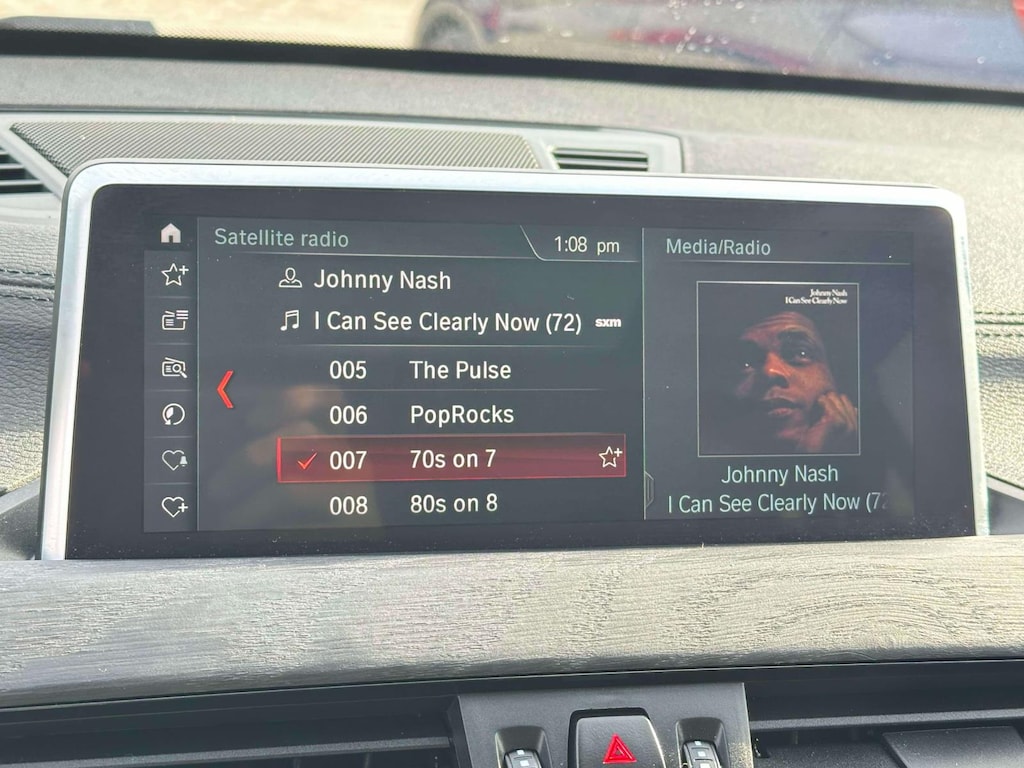 Satellite radio
1:08 pm
Johnny Nash
I Can See Clearly Now (72) sxm
005 The Pulse
006 PopRocks
007 70s on 7
008 80s on 8
Media/Radio
Johnny Nash
I Can See Clearly Now
Johnny Nash
I Can See Clearly Now (72